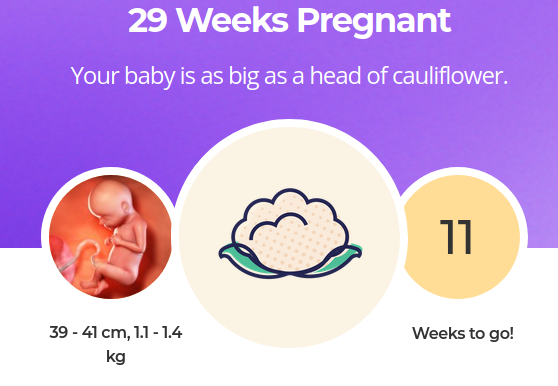 29 Weeks Pregnant
Your baby is as big as a head of cauliflower.
11
39 - 41 cm, 1.1 - 1.4
kg
Weeks to go!